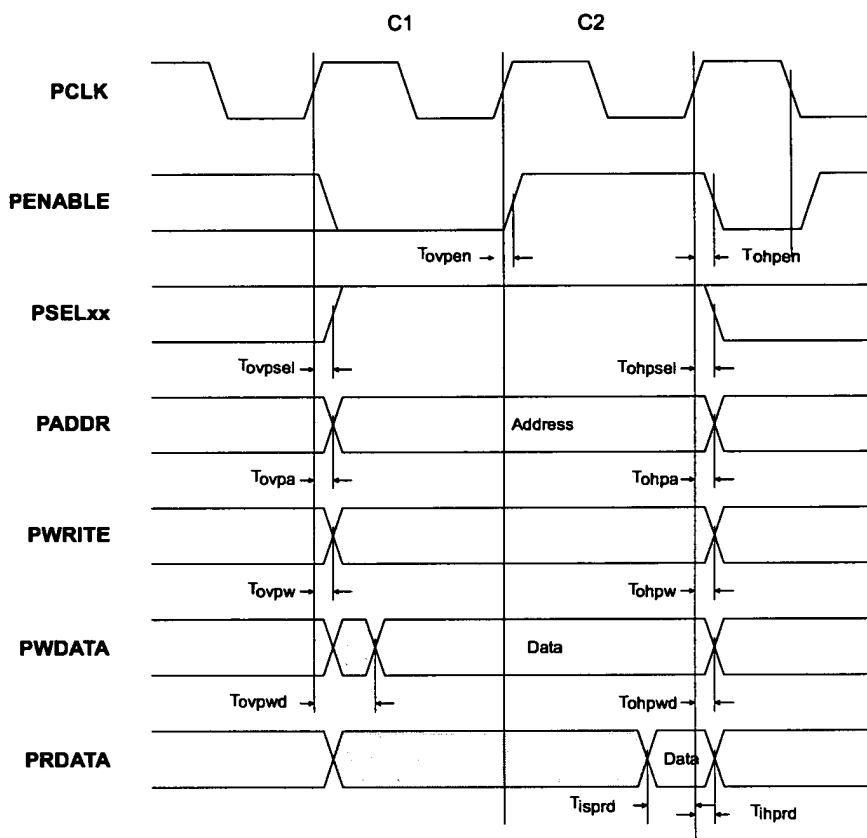 C1 C2
PCLK
PENABLE
Tovpen Tohpen
PSELxx
Tovpsel Tohpsel
PADDR Address
Tovpa Tohpa
PWRITE
Tovpw Tohpw
PWDATA Data
Tovpwd Tohpwd
PRDATA Data
Tisprd Tihprd